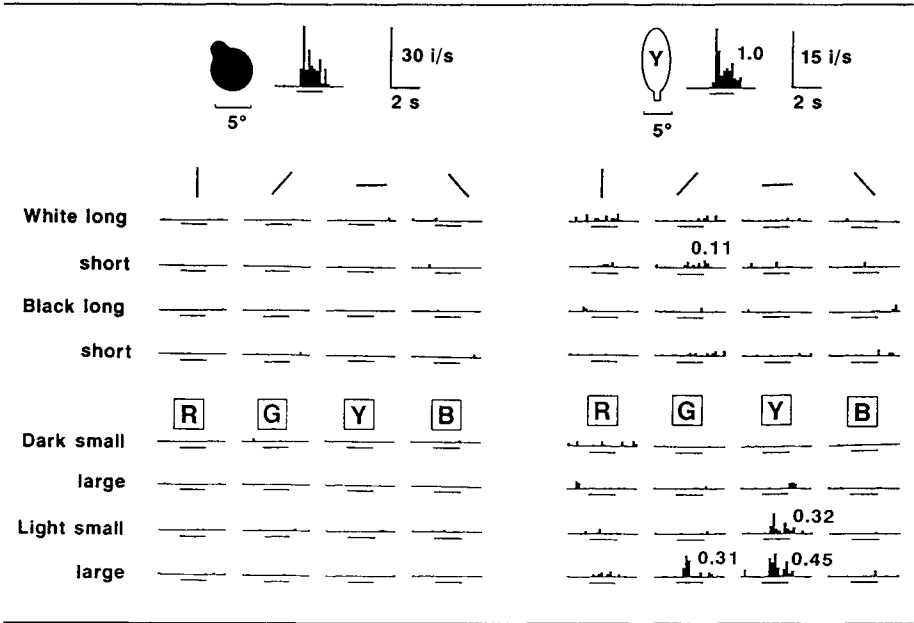 30 i/s
2 s
5°
Y
1.0
15 i/s
2 s
5°
White long
short
0.11
Black long
short
R G Y B R G Y B
Dark small
large
Light small
0.32
large
0.31 0.45